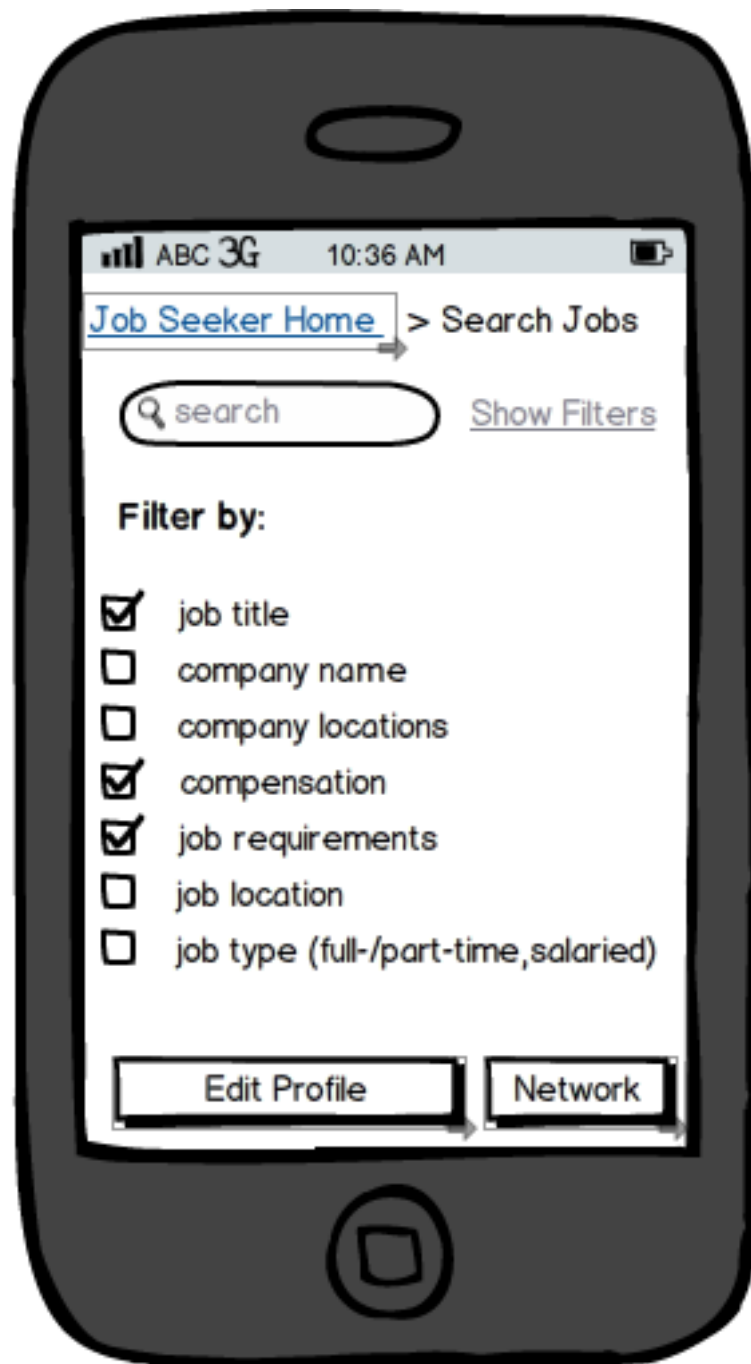 ABC 3G 10:36 AM
Job Seeker Home > Search Jobs
search Show Filters
Filter by:
job title
company name
company locations
compensation
job requirements
job location
job type (full-/part-time,salaried)
Edit Profile Network